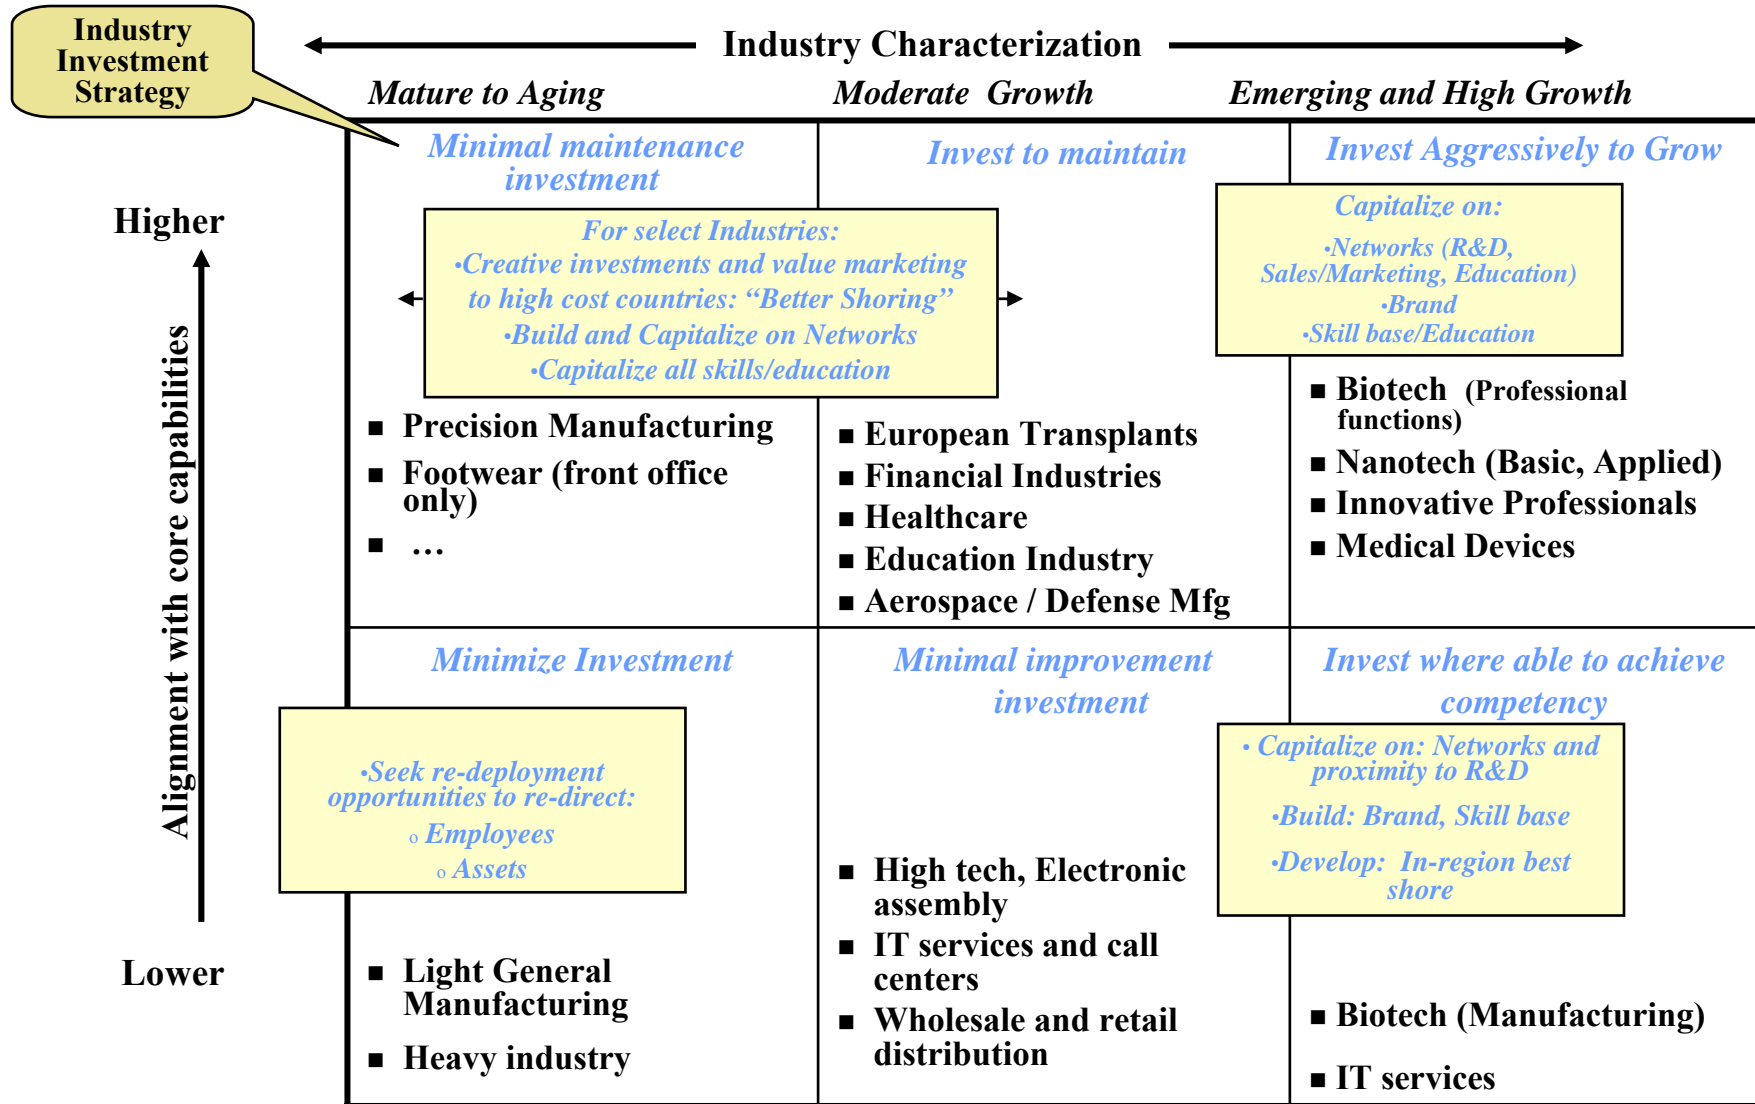 Industry
Investment
Strategy
Industry Characterization
Mature to Aging
Moderate  Growth
Emerging and High Growth
Higher
Alignment with core capabilities
Lower
Minimal maintenance
investment
Invest to maintain
Invest Aggressively to Grow
For select Industries:
•Creative investments and value marketing
to high cost countries: “Better Shoring”
•Build and Capitalize on Networks
•Capitalize all skills/education
Capitalize on:
•Networks (R&D,
Sales/Marketing, Education)
•Brand
•Skill base/Education
■ Precision Manufacturing
■ Footwear (front office
only)
■ …
■ European Transplants
■ Financial Industries
■ Healthcare
■ Education Industry
■ Aerospace / Defense Mfg
■ Biotech (Professional
functions)
■ Nanotech (Basic, Applied)
■ Innovative Professionals
■ Medical Devices
Minimize Investment
Minimal improvement
investment
Invest where able to achieve
competency
•Seek re-deployment
opportunities to re-direct:
o Employees
o Assets
• Capitalize on: Networks and
proximity to R&D
•Build: Brand, Skill base
•Develop:  In-region best
shore
■ Light General
Manufacturing
■ Heavy industry
■ High tech, Electronic
assembly
■ IT services and call
centers
■ Wholesale and retail
distribution
■ Biotech (Manufacturing)
■ IT services